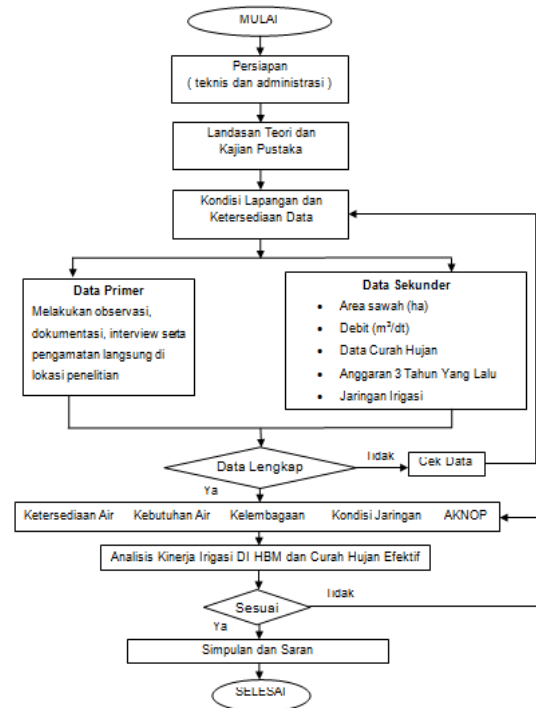 MULAI
Persiapan
( teknis dan administrasi )
Landasan Teori dan
Kajian Pustaka
Kondisi Lapangan dan
Ketersediaan Data
Data Primer
Melakukan observasi,
dokumentasi, interview serta
pengamatan langsung di
lokasi penelitian
Data Sekunder
• Area sawah (ha)
• Debit (m³/dt)
• Data Curah Hujan
• Anggaran 3 Tahun Yang Lalu
• Jaringan Irigasi
Data Lengkap
Tidak
Cek Data
Ya
Ketersediaan Air Kebutuhan Air Kelembagaan Kondisi Jaringan AKNOP
Analisis Kinerja Irigasi DI HBM dan Curah Hujan Efektif
Sesuai
Tidak
Ya
Simpulan dan Saran
SELESAI